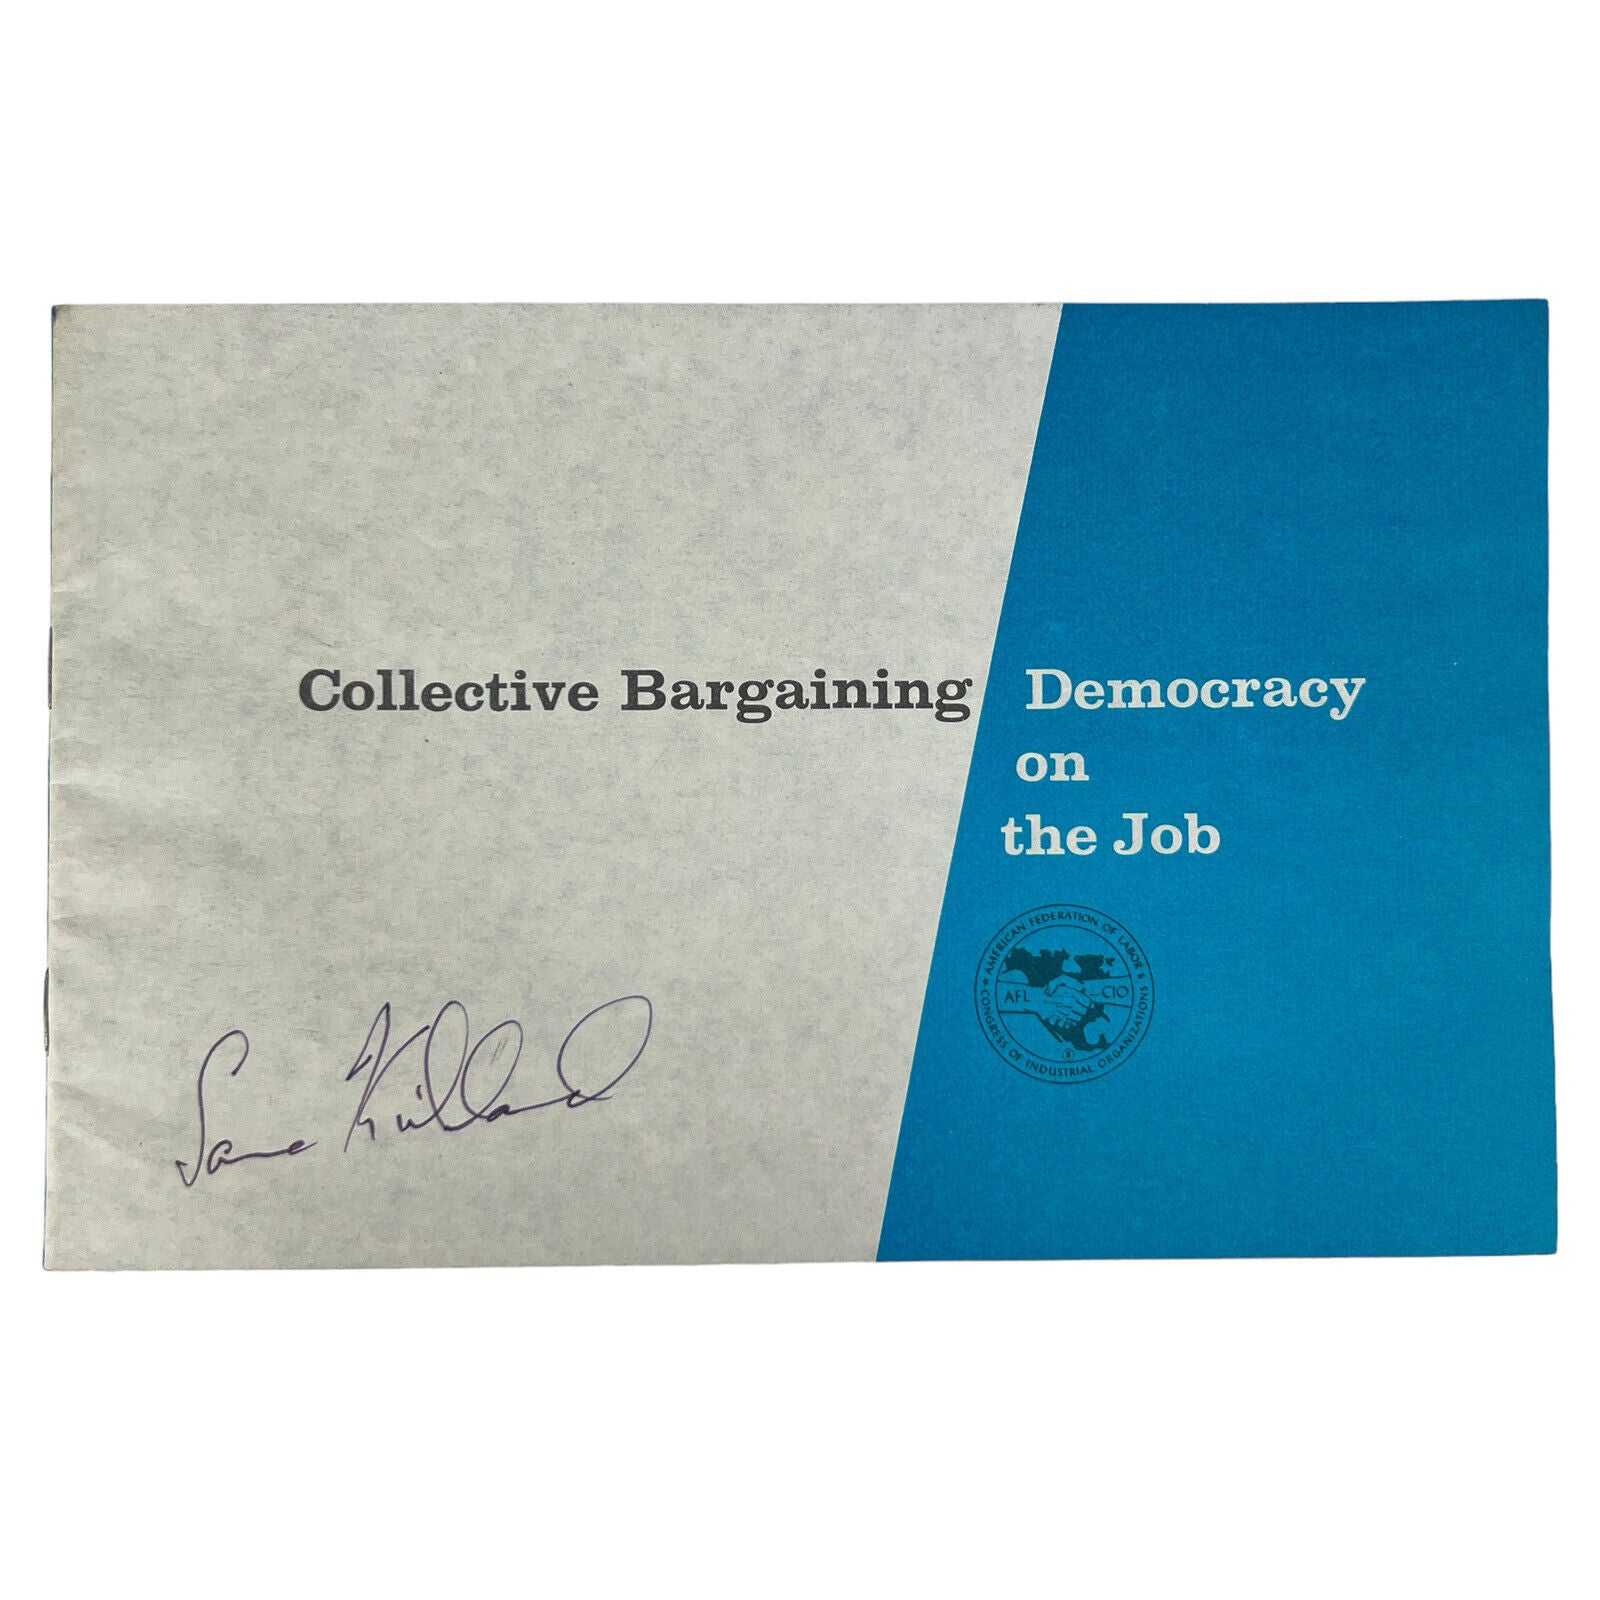 Collective Bargaining Democracy
on
the Job
AMERICAN FEDERATION OF LABOR &
CONGRESS OF INDUSTRIAL ORGANIZATIONS
AFL CIO